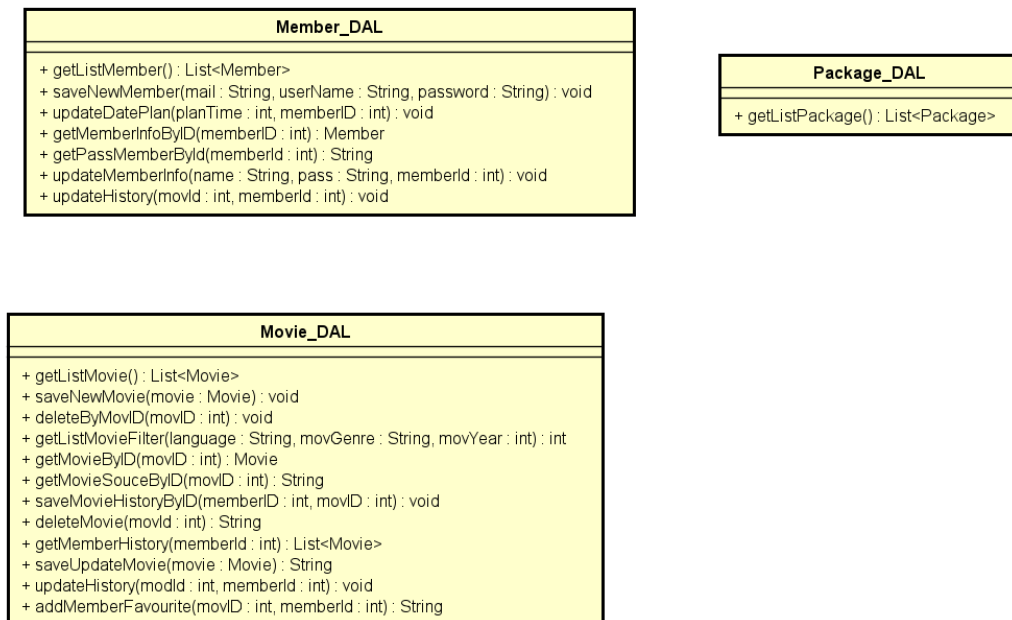 Member_DAL
+ getListMember() : List<Member>
+ saveNewMember(mail : String, userName : String, password : String) : void
+ updateDatePlan(planTime : int, memberID : int) : void
+ getMemberInfoByID(memberID : int) : Member
+ getPassMemberById(memberId : int) : String
+ updateMemberInfo(name : String, pass : String, memberId : int) : void
+ updateHistory(movId : int, memberId : int) : void
Package_DAL
+ getListPackage() : List<Package>
Movie_DAL
+ getListMovie() : List<Movie>
+ saveNewMovie(movie : Movie) : void
+ deleteByMovID(movID : int) : void
+ getListMovieFilter(language : String, movGenre : String, movYear : int) : int
+ getMovieByID(movID : int) : Movie
+ getMovieSouceByID(movID : int) : String
+ saveMovieHistoryByID(memberID : int, movID : int) : void
+ deleteMovie(movId : int) : String
+ getMemberHistory(memberId : int) : List<Movie>
+ saveUpdateMovie(movie : Movie) : String
+ updateHistory(modId : int, memberId : int) : void
+ addMemberFavourite(movID : int, memberId : int) : String